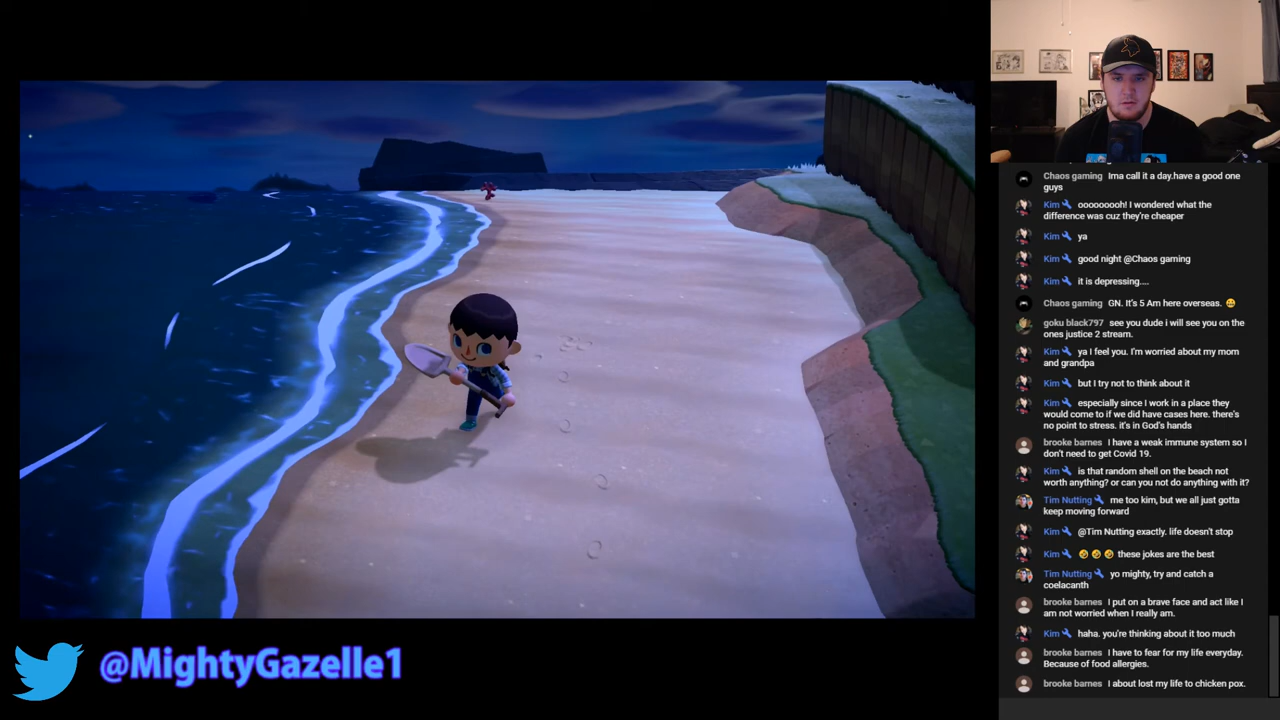 Chaos gaming Ima call it a day.have a good one
guys
Kim oooooooh! I wondered what the
difference was cuz they're cheaper
Kim ya
Kim good night @Chaos gaming
Kim it is depressing....
Chaos gaming GN. It's 5 Am here overseas. 😀
goku black797 see you dude i will see you on the
ones justice 2 stream.
Kim ya I feel you. I'm worried about my mom
and grandpa
Kim but I try not to think about it
Kim especially since I work in a place they
would come to if we did have cases here. there's
no point to stress. it's in God's hands
brooke barnes I have a weak immune system so I
don't need to get Covid 19.
Kim is that random shell on the beach not
worth anything? or can you not do anything with it?
Tim Nutting me too kim, but we all just gotta
keep moving forward
Kim @Tim Nutting exactly. life doesn't stop
Kim 🤣 🤣 🤣 these jokes are the best
Tim Nutting yo mighty, try and catch a
coelacanth
brooke barnes I put on a brave face and act like I
am not worried when I really am.
Kim haha. you're thinking about it too much
brooke barnes I have to fear for my life everyday.
Because of food allergies.
brooke barnes I about lost my life to chicken pox.
@MightyGazelle1